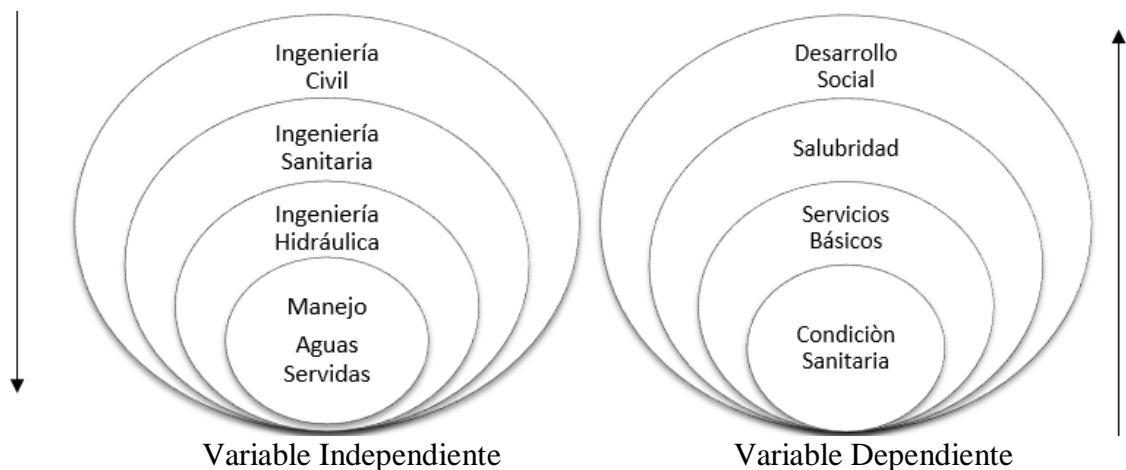 Ingeniería
Civil
Ingeniería
Sanitaria
Ingeniería
Hidráulica
Manejo
Aguas
Servidas
Variable Independiente
Desarrollo
Social
Salubridad
Servicios
Básicos
Condiciòn
Sanitaria
Variable Dependiente